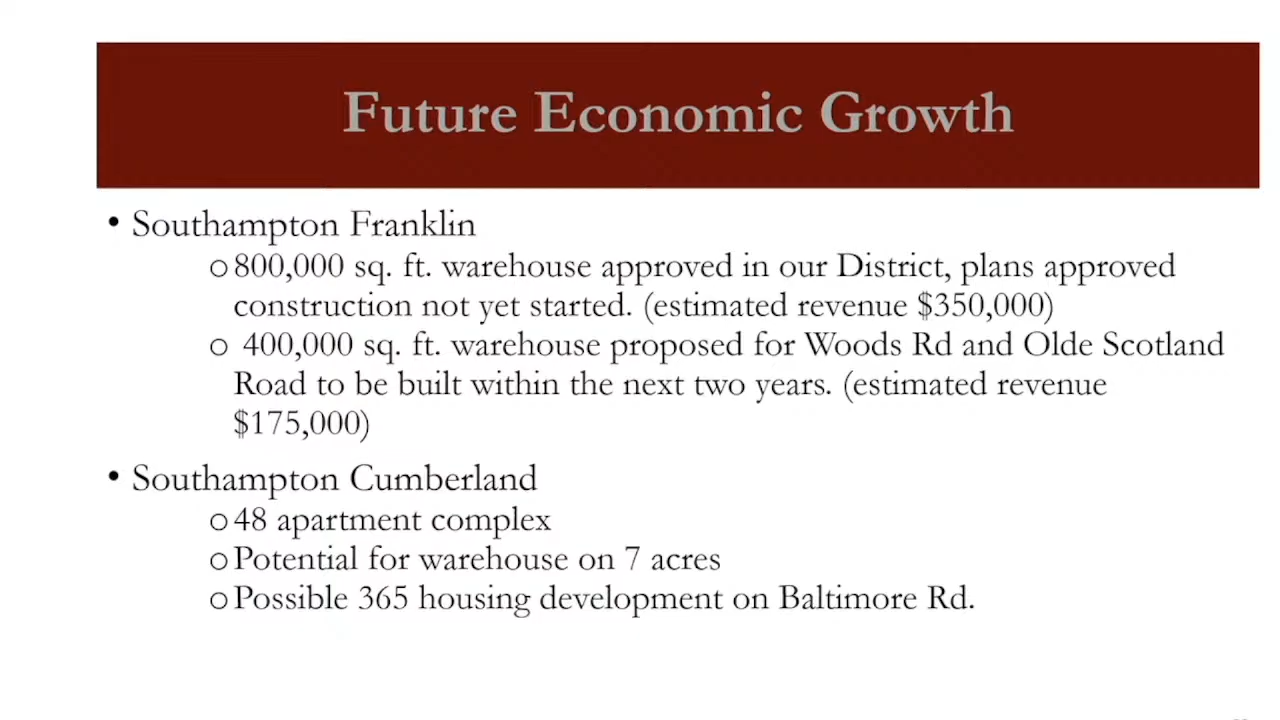 Future Economic Growth
• Southampton Franklin
o 800,000 sq. ft. warehouse approved in our District, plans approved
construction not yet started. (estimated revenue $350,000)
o 400,000 sq. ft. warehouse proposed for Woods Rd and Olde Scotland
Road to be built within the next two years. (estimated revenue
$175,000)
• Southampton Cumberland
o 48 apartment complex
o Potential for warehouse on 7 acres
o Possible 365 housing development on Baltimore Rd.